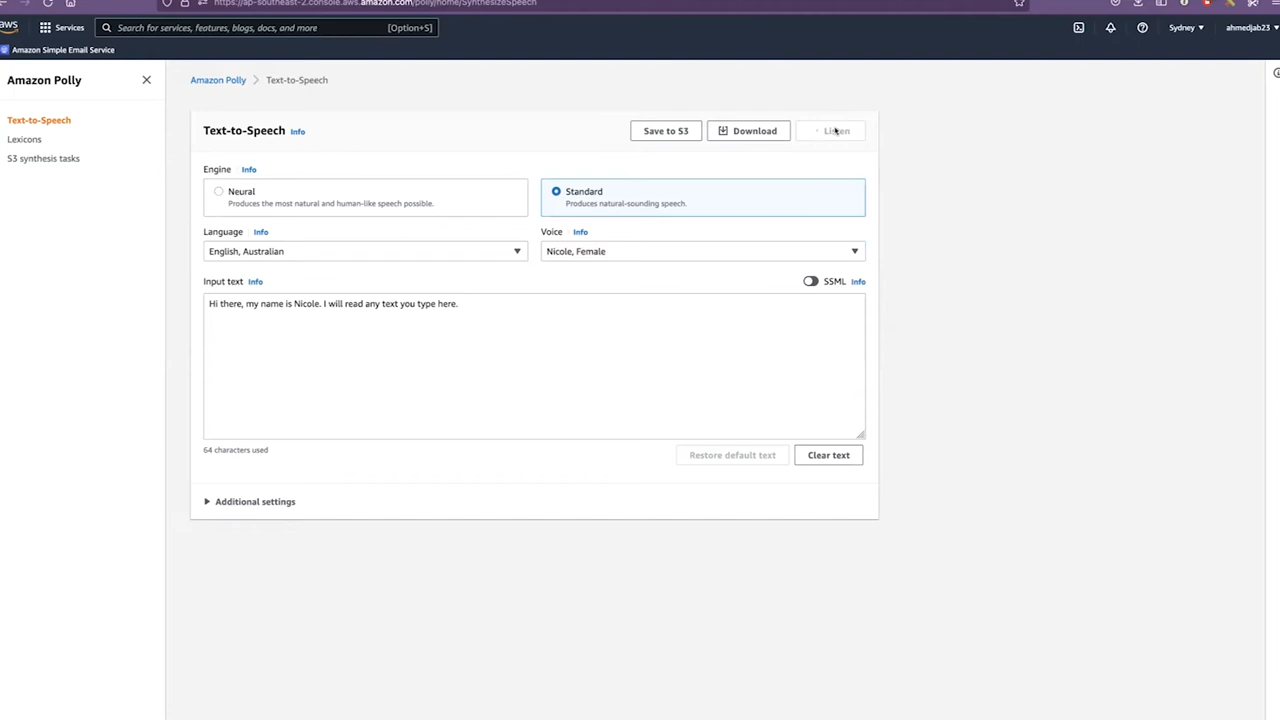 https://ap-southeast-2.console.aws.amazon.com/polly/home/SynthesizeSpeech
aws
Services
Search for services, features, blogs, docs, and more
[Option+S]
Sydney
ahmedjab23
Amazon Simple Email Service
Amazon Polly
Amazon Polly
Text-to-Speech
Text-to-Speech
Lexicons
S3 synthesis tasks
Text-to-Speech
Info
Save to S3
Download
Listen
Engine
Info
Neural
Produces the most natural and human-like speech possible.
Standard
Produces natural-sounding speech.
Language
Info
English, Australian
Voice
Info
Nicole, Female
Input text
Info
SSML
Info
Hi there, my name is Nicole. I will read any text you type here.
64 characters used
Restore default text
Clear text
Additional settings